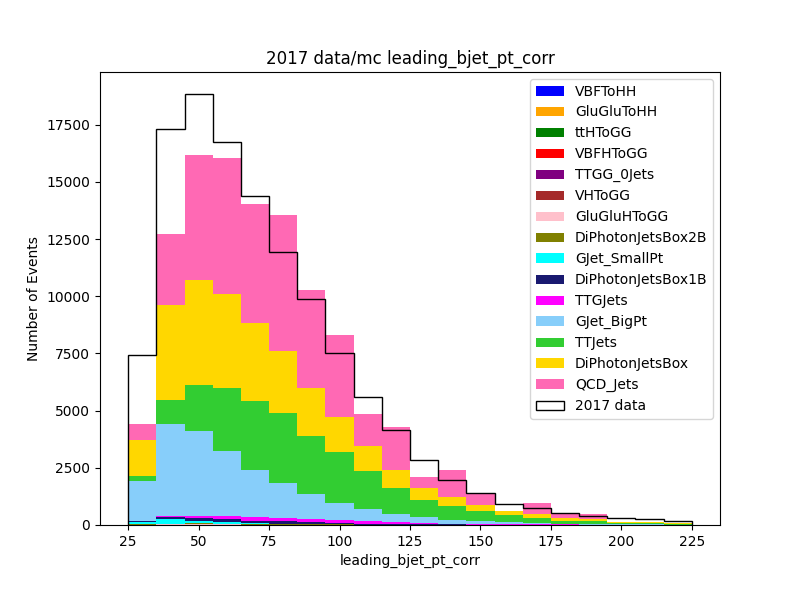 2017 data/mc leading_bjet_pt_corr
Number of Events
17500
15000
12500
10000
7500
5000
2500
0
25
50
75
100
125
150
175
200
225
leading_bjet_pt_corr
VBFToHH
GluGluToHH
ttHToGG
VBFHToGG
TTGG_0Jets
VHToGG
GluGluHToGG
DiPhotonJetsBox2B
GJet_SmallPt
DiPhotonJetsBox1B
TTGJets
GJet_BigPt
TTJets
DiPhotonJetsBox
QCD_Jets
2017 data